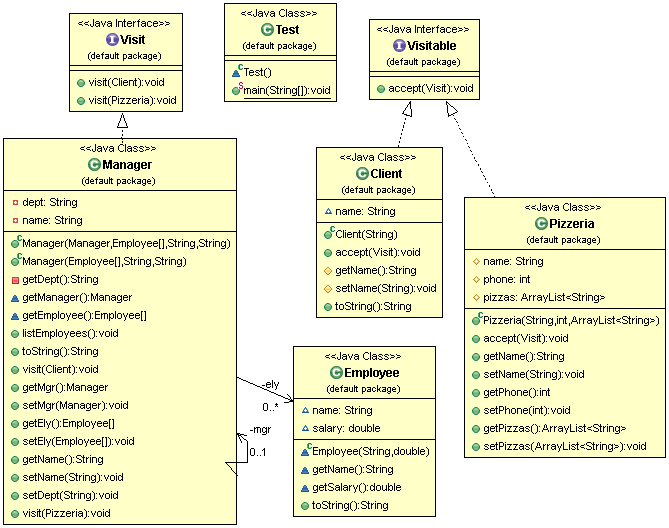 <<Java Interface>>
Visit
(default package)
visit(Client):void
visit(Pizzeria):void
<<Java Class>>
Test
(default package)
Test()
main(String[]):void
<<Java Interface>>
Visitable
(default package)
accept(Visit):void
<<Java Class>>
Manager
(default package)
dept: String
name: String
Manager(Manager,Employee[],String,String)
Manager(Employee[],String,String)
getDept():String
getManager():Manager
getEmployee():Employee[]
listEmployees():void
toString():String
visit(Client):void
getMgr():Manager
setMgr(Manager):void
getEly():Employee[]
setEly(Employee[]):void
getName():String
setName(String):void
setDept(String):void
visit(Pizzeria):void
<<Java Class>>
Client
(default package)
name: String
Client(String)
accept(Visit):void
getName():String
setName(String):void
toString():String
<<Java Class>>
Pizzeria
(default package)
name: String
phone: int
pizzas: ArrayList<String>
Pizzeria(String,int,ArrayList<String>)
accept(Visit):void
getName():String
setName(String):void
getPhone():int
setPhone(int):void
getPizzas():ArrayList<String>
setPizzas(ArrayList<String>):void
-ely
0..*
-mgr
0..1
<<Java Class>>
Employee
(default package)
name: String
salary: double
Employee(String,double)
getName():String
getSalary():double
toString():String